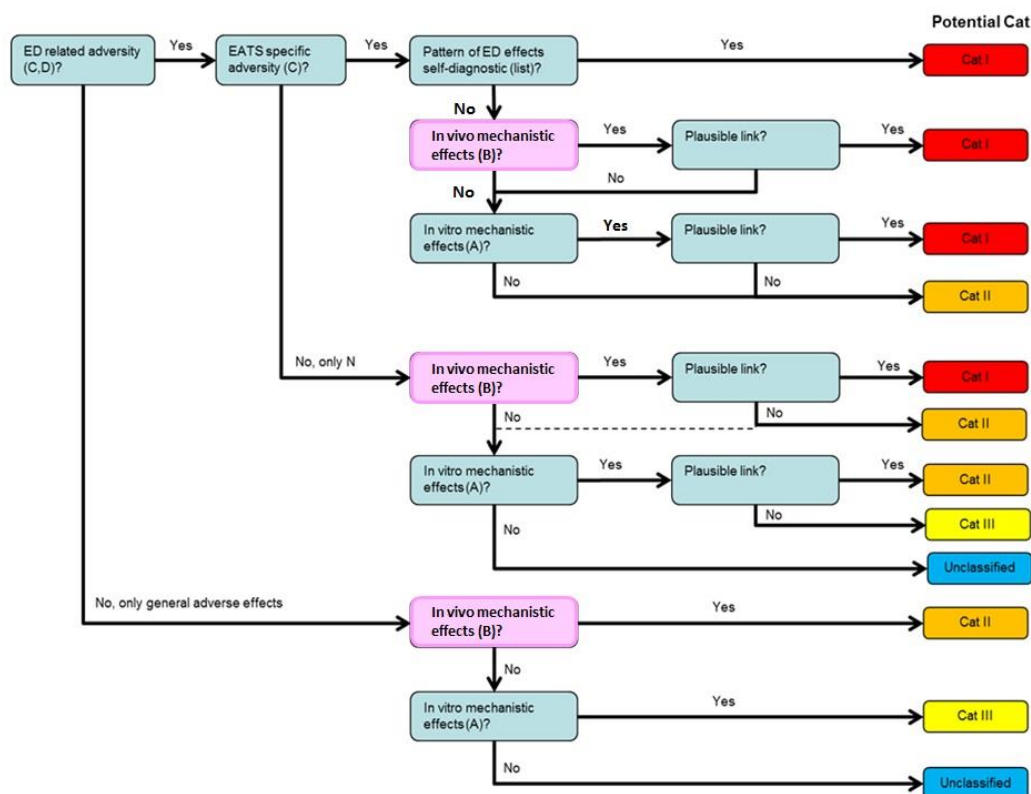 Potential Cat
ED related adversity
(C,D)?
Yes
EATS specific
adversity (C)?
Yes
Pattern of ED effects
self-diagnostic (list)?
Yes
Cat I
No
In vivo mechanistic
effects (B)?
Yes
Plausible link?
Yes
Cat I
No
No
In vitro mechanistic
effects (A)?
Yes
Plausible link?
Yes
Cat I
No
No
Cat II
No, only N
In vivo mechanistic
effects (B)?
Yes
Plausible link?
Yes
Cat I
No
No
Cat II
In vitro mechanistic
effects (A)?
Yes
Plausible link?
Yes
Cat II
No
No
Cat III
Unclassified
No, only general adverse effects
In vivo mechanistic
effects (B)?
Yes
Cat II
No
In vitro mechanistic
effects (A)?
Yes
Cat III
No
Unclassified